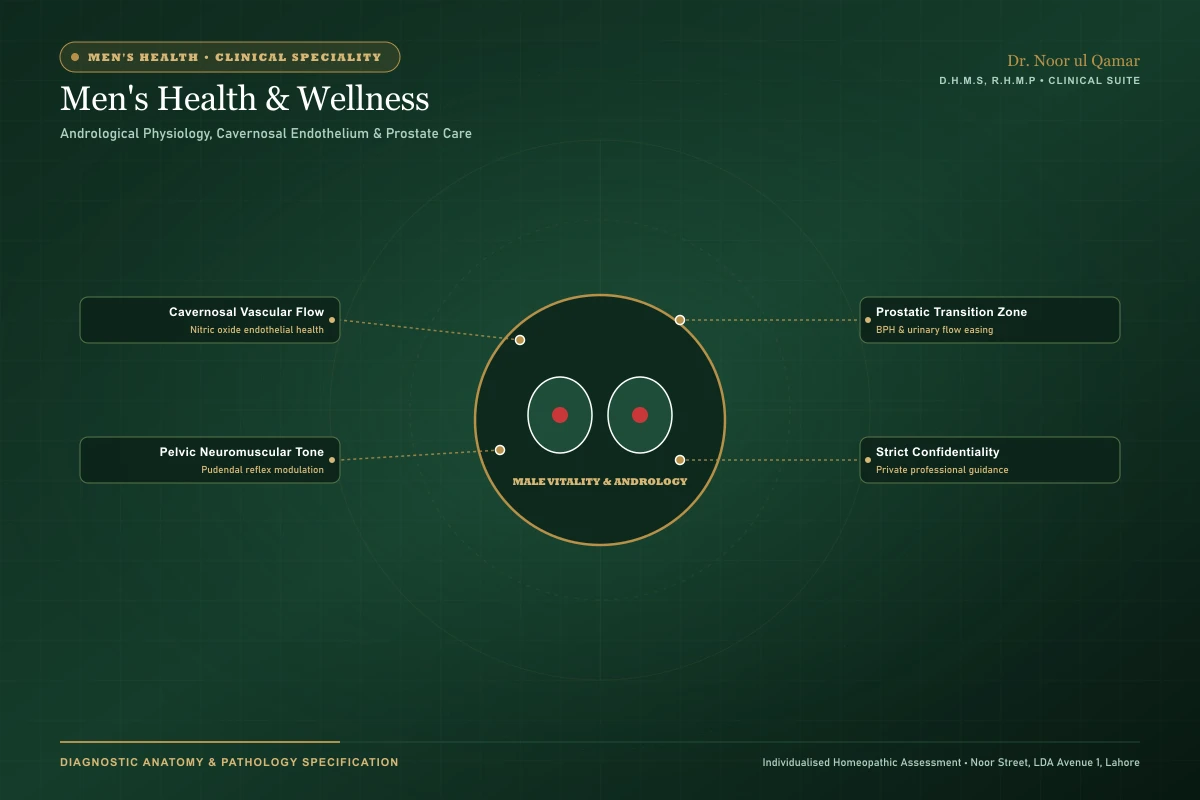 MEN'S HEALTH • CLINICAL SPECIALITY
Men's Health & Wellness
Andrological Physiology, Cavernosal Endothelium & Prostate Care
Dr. Noor ul Qamar
D.H.M.S, R.H.M.P • CLINICAL SUITE
Cavernosal Vascular Flow
Nitric oxide endothelial health
Prostatic Transition Zone
BPH & urinary flow easing
Pelvic Neuromuscular Tone
Pudendal reflex modulation
Strict Confidentiality
Private professional guidance
MALE VITALITY & ANDROLOGY
DIAGNOSTIC ANATOMY & PATHOLOGY SPECIFICATION
Individualised Homeopathic Assessment • Noor Street, LDA Avenue 1, Lahore